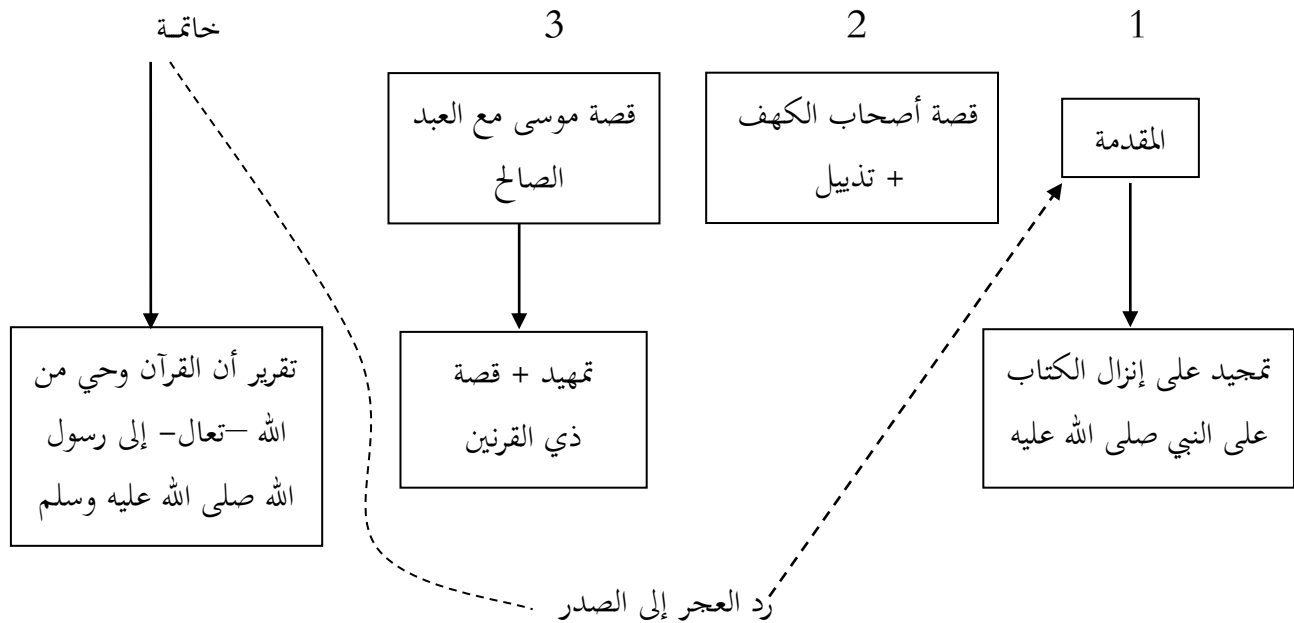 1
2
3
خاتمـة
المقدمة
قصة أصحاب الكهف
+ تذييل
قصة موسى مع العبد
الصالح
تمجيد على إنزال الكتاب
على النبي صلى الله عليه
تمهيد + قصة
ذي القرنين
تقرير أن القرآن وحي من
الله –تعال- إلى رسول
الله صلى الله عليه وسلم
رد العجر إلى الصدر